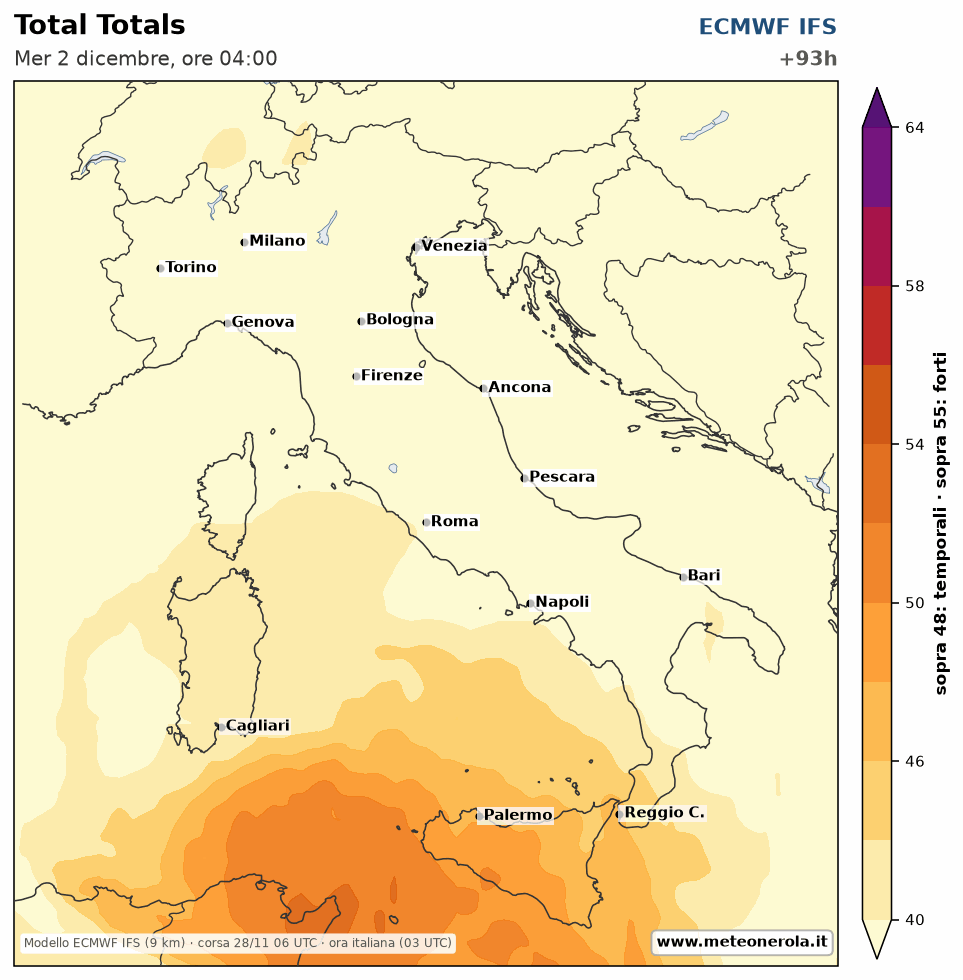 Total Totals
ECMWF IFS
Mer 2 dicembre, ore 04:00
+93h
64
58
54
50
46
40
sopra 48: temporali · sopra 55: forti
Milano
Venezia
Torino
Genova
Bologna
Firenze
Ancona
Pescara
Roma
Bari
Napoli
Cagliari
Palermo
Reggio C.
Modello ECMWF IFS (9 km) · corsa 28/11 06 UTC · ora italiana (03 UTC)
www.meteonerola.it